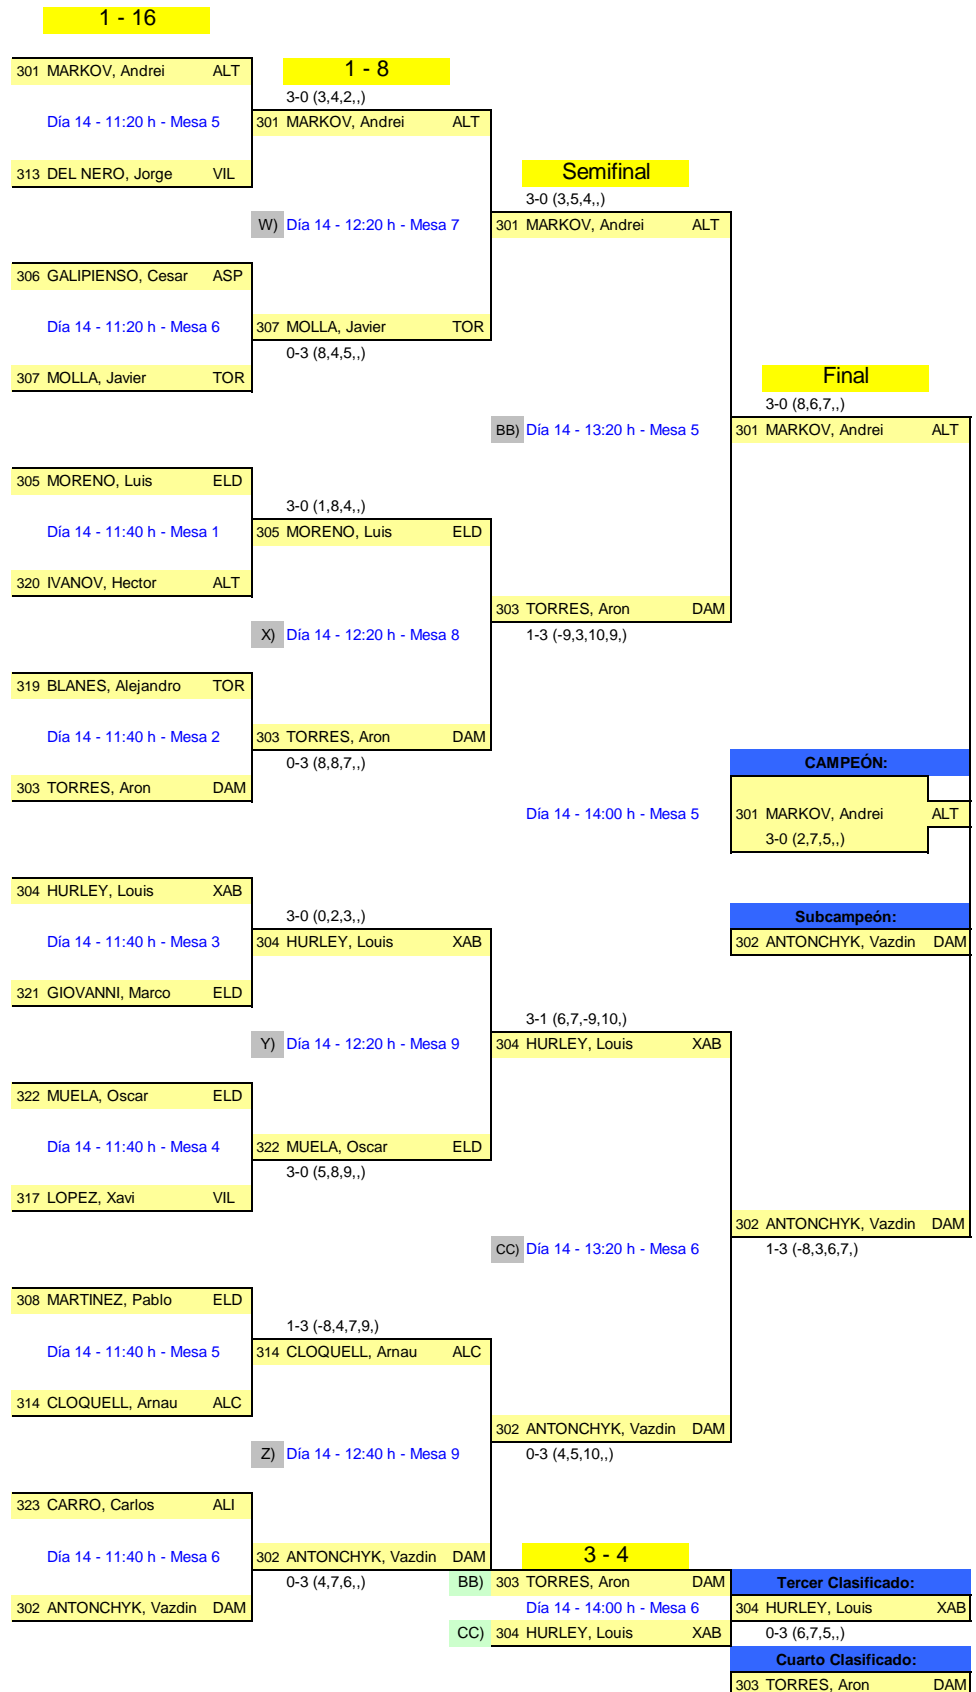 1 - 16
301 MARKOV, Andrei ALT
1 - 8
3-0 (3,4,2,,)
Día 14 - 11:20 h - Mesa 5
301 MARKOV, Andrei ALT
313 DEL NERO, Jorge VIL
Semifinal
3-0 (3,5,4,,)
W) Día 14 - 12:20 h - Mesa 7
301 MARKOV, Andrei ALT
306 GALIPIENSO, Cesar ASP
Día 14 - 11:20 h - Mesa 6
307 MOLLA, Javier TOR
0-3 (8,4,5,,)
307 MOLLA, Javier TOR
Final
3-0 (8,6,7,,)
BB) Día 14 - 13:20 h - Mesa 5
301 MARKOV, Andrei ALT
305 MORENO, Luis ELD
3-0 (1,8,4,,)
Día 14 - 11:40 h - Mesa 1
305 MORENO, Luis ELD
320 IVANOV, Hector ALT
303 TORRES, Aron DAM
X) Día 14 - 12:20 h - Mesa 8
1-3 (-9,3,10,9,)
319 BLANES, Alejandro TOR
Día 14 - 11:40 h - Mesa 2
303 TORRES, Aron DAM
0-3 (8,8,7,,)
CAMPEÓN:
303 TORRES, Aron DAM
Día 14 - 14:00 h - Mesa 5
301 MARKOV, Andrei ALT
3-0 (2,7,5,,)
304 HURLEY, Louis XAB
3-0 (0,2,3,,)
Subcampeón:
Día 14 - 11:40 h - Mesa 3
304 HURLEY, Louis XAB
302 ANTONCHYK, Vazdin DAM
321 GIOVANNI, Marco ELD
3-1 (6,7,-9,10,)
Y) Día 14 - 12:20 h - Mesa 9
304 HURLEY, Louis XAB
322 MUELA, Oscar ELD
Día 14 - 11:40 h - Mesa 4
322 MUELA, Oscar ELD
3-0 (5,8,9,,)
317 LOPEZ, Xavi VIL
302 ANTONCHYK, Vazdin DAM
CC) Día 14 - 13:20 h - Mesa 6
1-3 (-8,3,6,7,)
308 MARTINEZ, Pablo ELD
1-3 (-8,4,7,9,)
Día 14 - 11:40 h - Mesa 5
314 CLOQUELL, Arnau ALC
314 CLOQUELL, Arnau ALC
302 ANTONCHYK, Vazdin DAM
Z) Día 14 - 12:40 h - Mesa 9
0-3 (4,5,10,,)
323 CARRO, Carlos ALI
Día 14 - 11:40 h - Mesa 6
302 ANTONCHYK, Vazdin DAM
3 - 4
0-3 (4,7,6,,)
BB) 303 TORRES, Aron DAM
Tercer Clasificado:
302 ANTONCHYK, Vazdin DAM
Día 14 - 14:00 h - Mesa 6
304 HURLEY, Louis XAB
CC) 304 HURLEY, Louis XAB
0-3 (6,7,5,,)
Cuarto Clasificado:
303 TORRES, Aron DAM